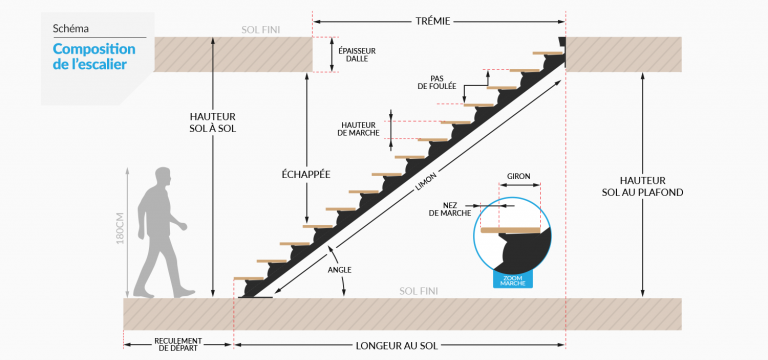 Schéma
Composition
de l'escalier
SOL FINI
TRÉMIE
ÉPAISSEUR
DALLE
PAS
DE FOULÉE
HAUTEUR
SOL À SOL
HAUTEUR
DE MARCHE
ÉCHAPPÉE
LIMON
GIRON
HAUTEUR
SOL AU PLAFOND
NEZ
DE MARCHE
180CM
ANGLE
ZOOM
MARCHE
SOL FINI
RECULEMENT
DE DÉPART
LONGEUR AU SOL